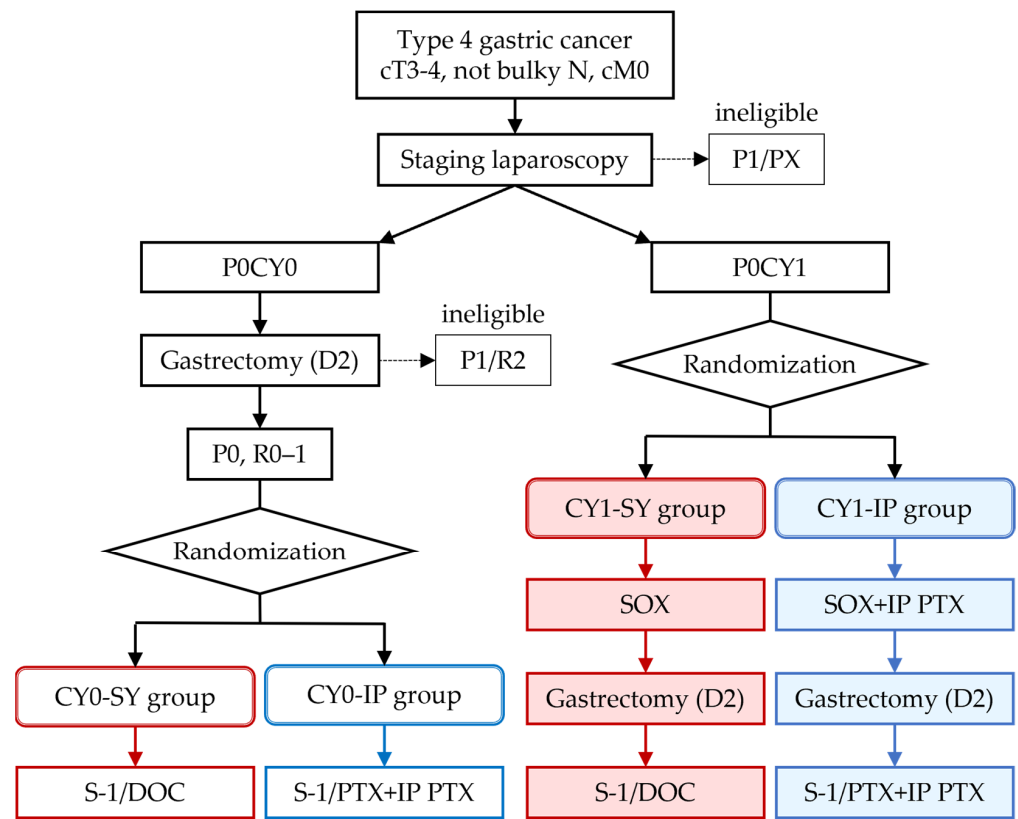 Type 4 gastric cancer
cT3-4, not bulky N, cM0
ineligible
Staging laparoscopy
P1/PX
P0CY0
P0CY1
ineligible
Gastrectomy (D2)
P1/R2
Randomization
P0, R0–1
CY1-SY group
CY1-IP group
Randomization
SOX
SOX+IP PTX
CY0-SY group
CY0-IP group
Gastrectomy (D2)
Gastrectomy (D2)
S-1/DOC
S-1/PTX+IP PTX
S-1/DOC
S-1/PTX+IP PTX